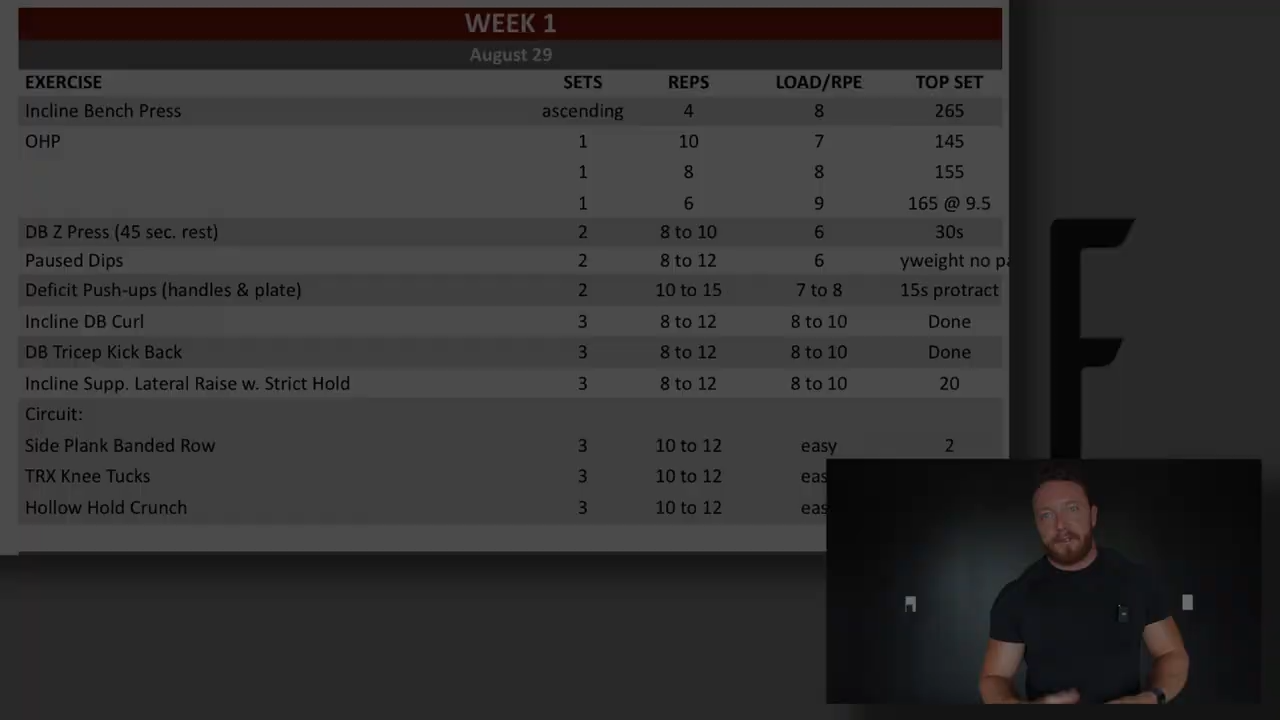 WEEK 1
August 29
EXERCISE SETS REPS LOAD/RPE TOP SET
Incline Bench Press ascending 4 8 265
OHP 1 10 7 145
1 8 8 155
1 6 9 165 @ 9.5
DB Z Press (45 sec. rest) 2 8 to 10 6 30s
Paused Dips 2 8 to 12 6 yweight no pa
Deficit Push-ups (handles & plate) 2 10 to 15 7 to 8 15s protract
Incline DB Curl 3 8 to 12 8 to 10 Done
DB Tricep Kick Back 3 8 to 12 8 to 10 Done
Incline Supp. Lateral Raise w. Strict Hold 3 8 to 12 8 to 10 20
Circuit:
Side Plank Banded Row 3 10 to 12 easy 2
TRX Knee Tucks 3 10 to 12 eas
Hollow Hold Crunch 3 10 to 12 eas
F